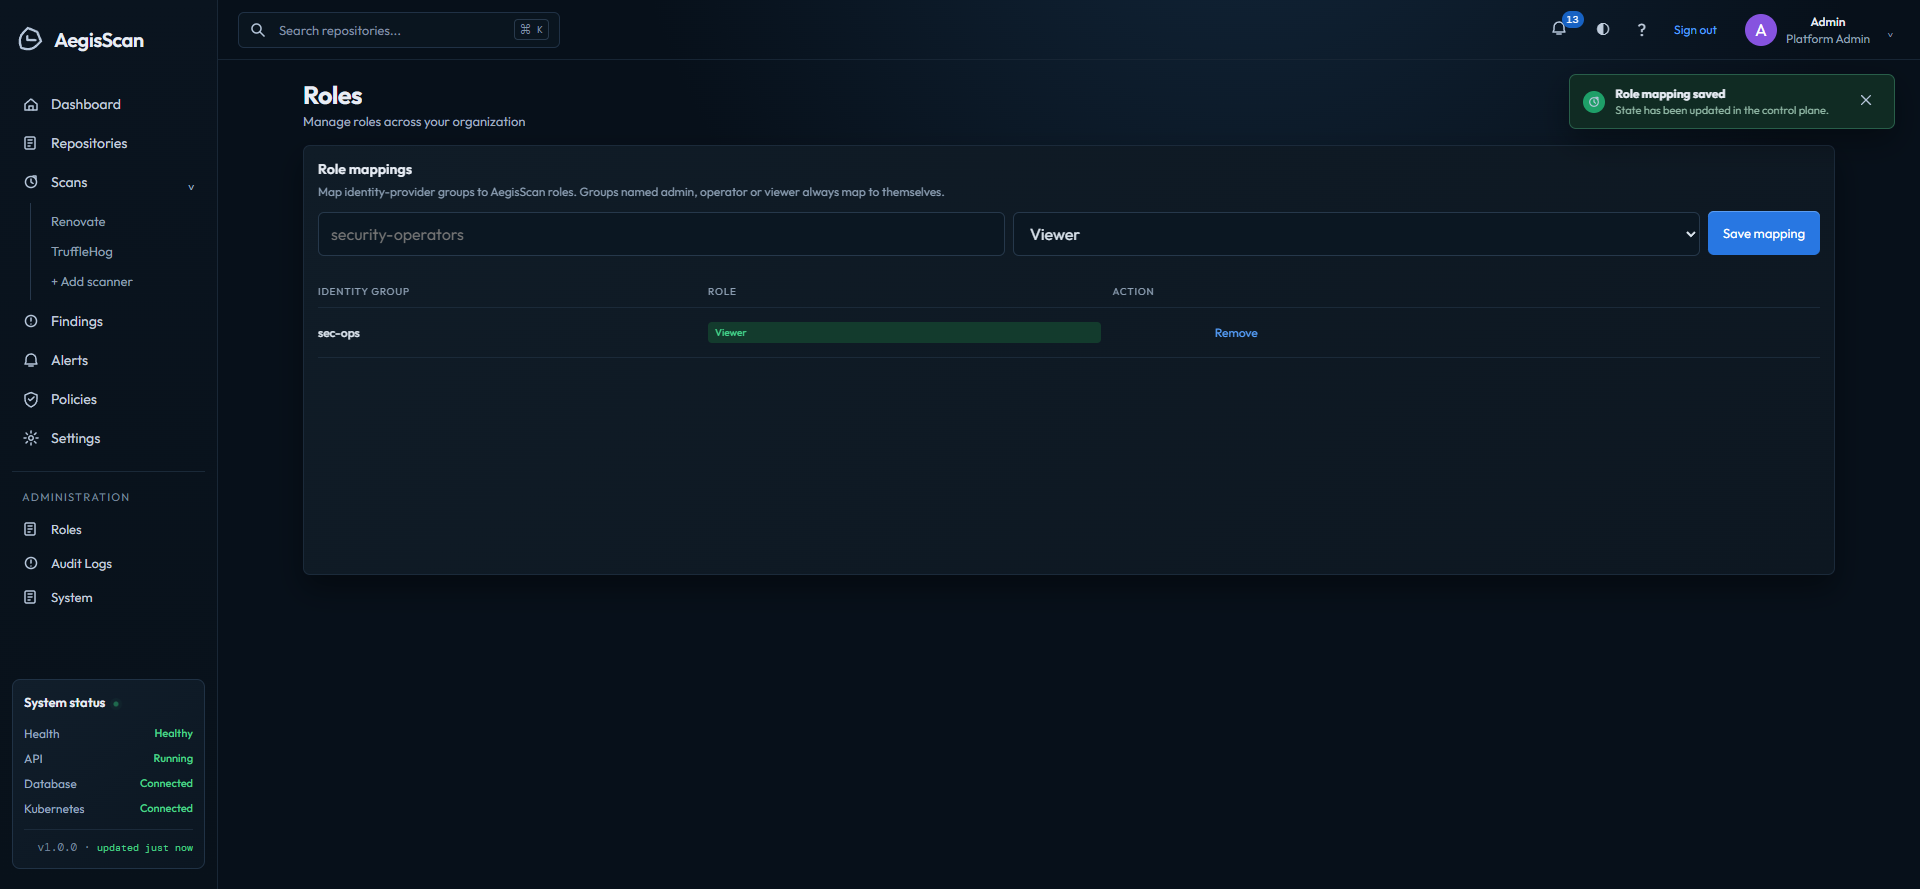 AegisScan
Search repositories...
⌘ K
13
?
Sign out
A
Admin
Platform Admin
Dashboard
Repositories
Scans
Renovate
TruffleHog
+ Add scanner
Findings
Alerts
Policies
Settings
ADMINISTRATION
Roles
Audit Logs
System
System status
Health Healthy
API Running
Database Connected
Kubernetes Connected
v1.0.0 · updated just now
Roles
Manage roles across your organization
Role mapping saved
State has been updated in the control plane.
Role mappings
Map identity-provider groups to AegisScan roles. Groups named admin, operator or viewer always map to themselves.
security-operators
Viewer
Save mapping
IDENTITY GROUP ROLE ACTION
sec-ops Viewer Remove